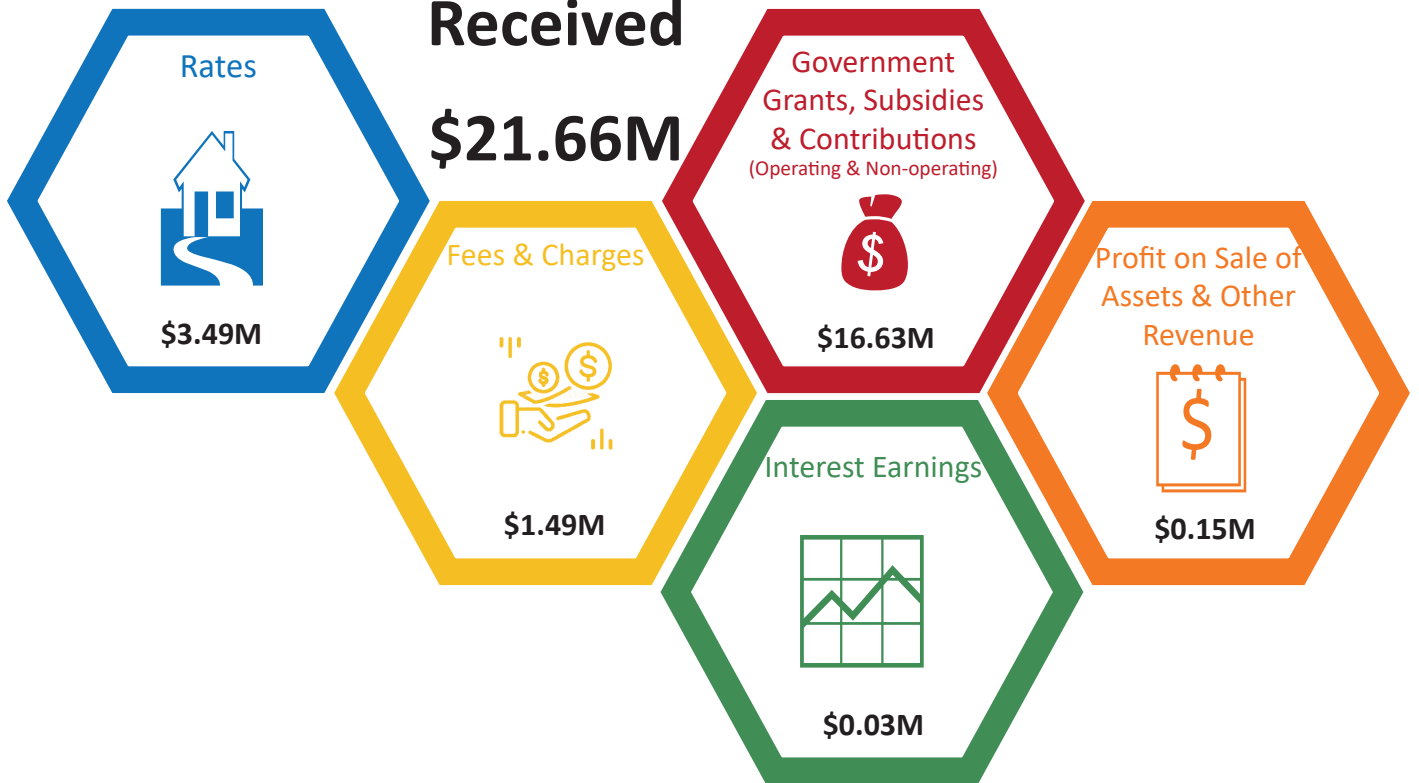 Received
$21.66M
Rates
$3.49M
Fees & Charges
$1.49M
Government
Grants, Subsidies
& Contributions
(Operating & Non-operating)
$
$16.63M
Interest Earnings
$0.03M
Profit on Sale of
Assets & Other
Revenue
$
$0.15M
$
$